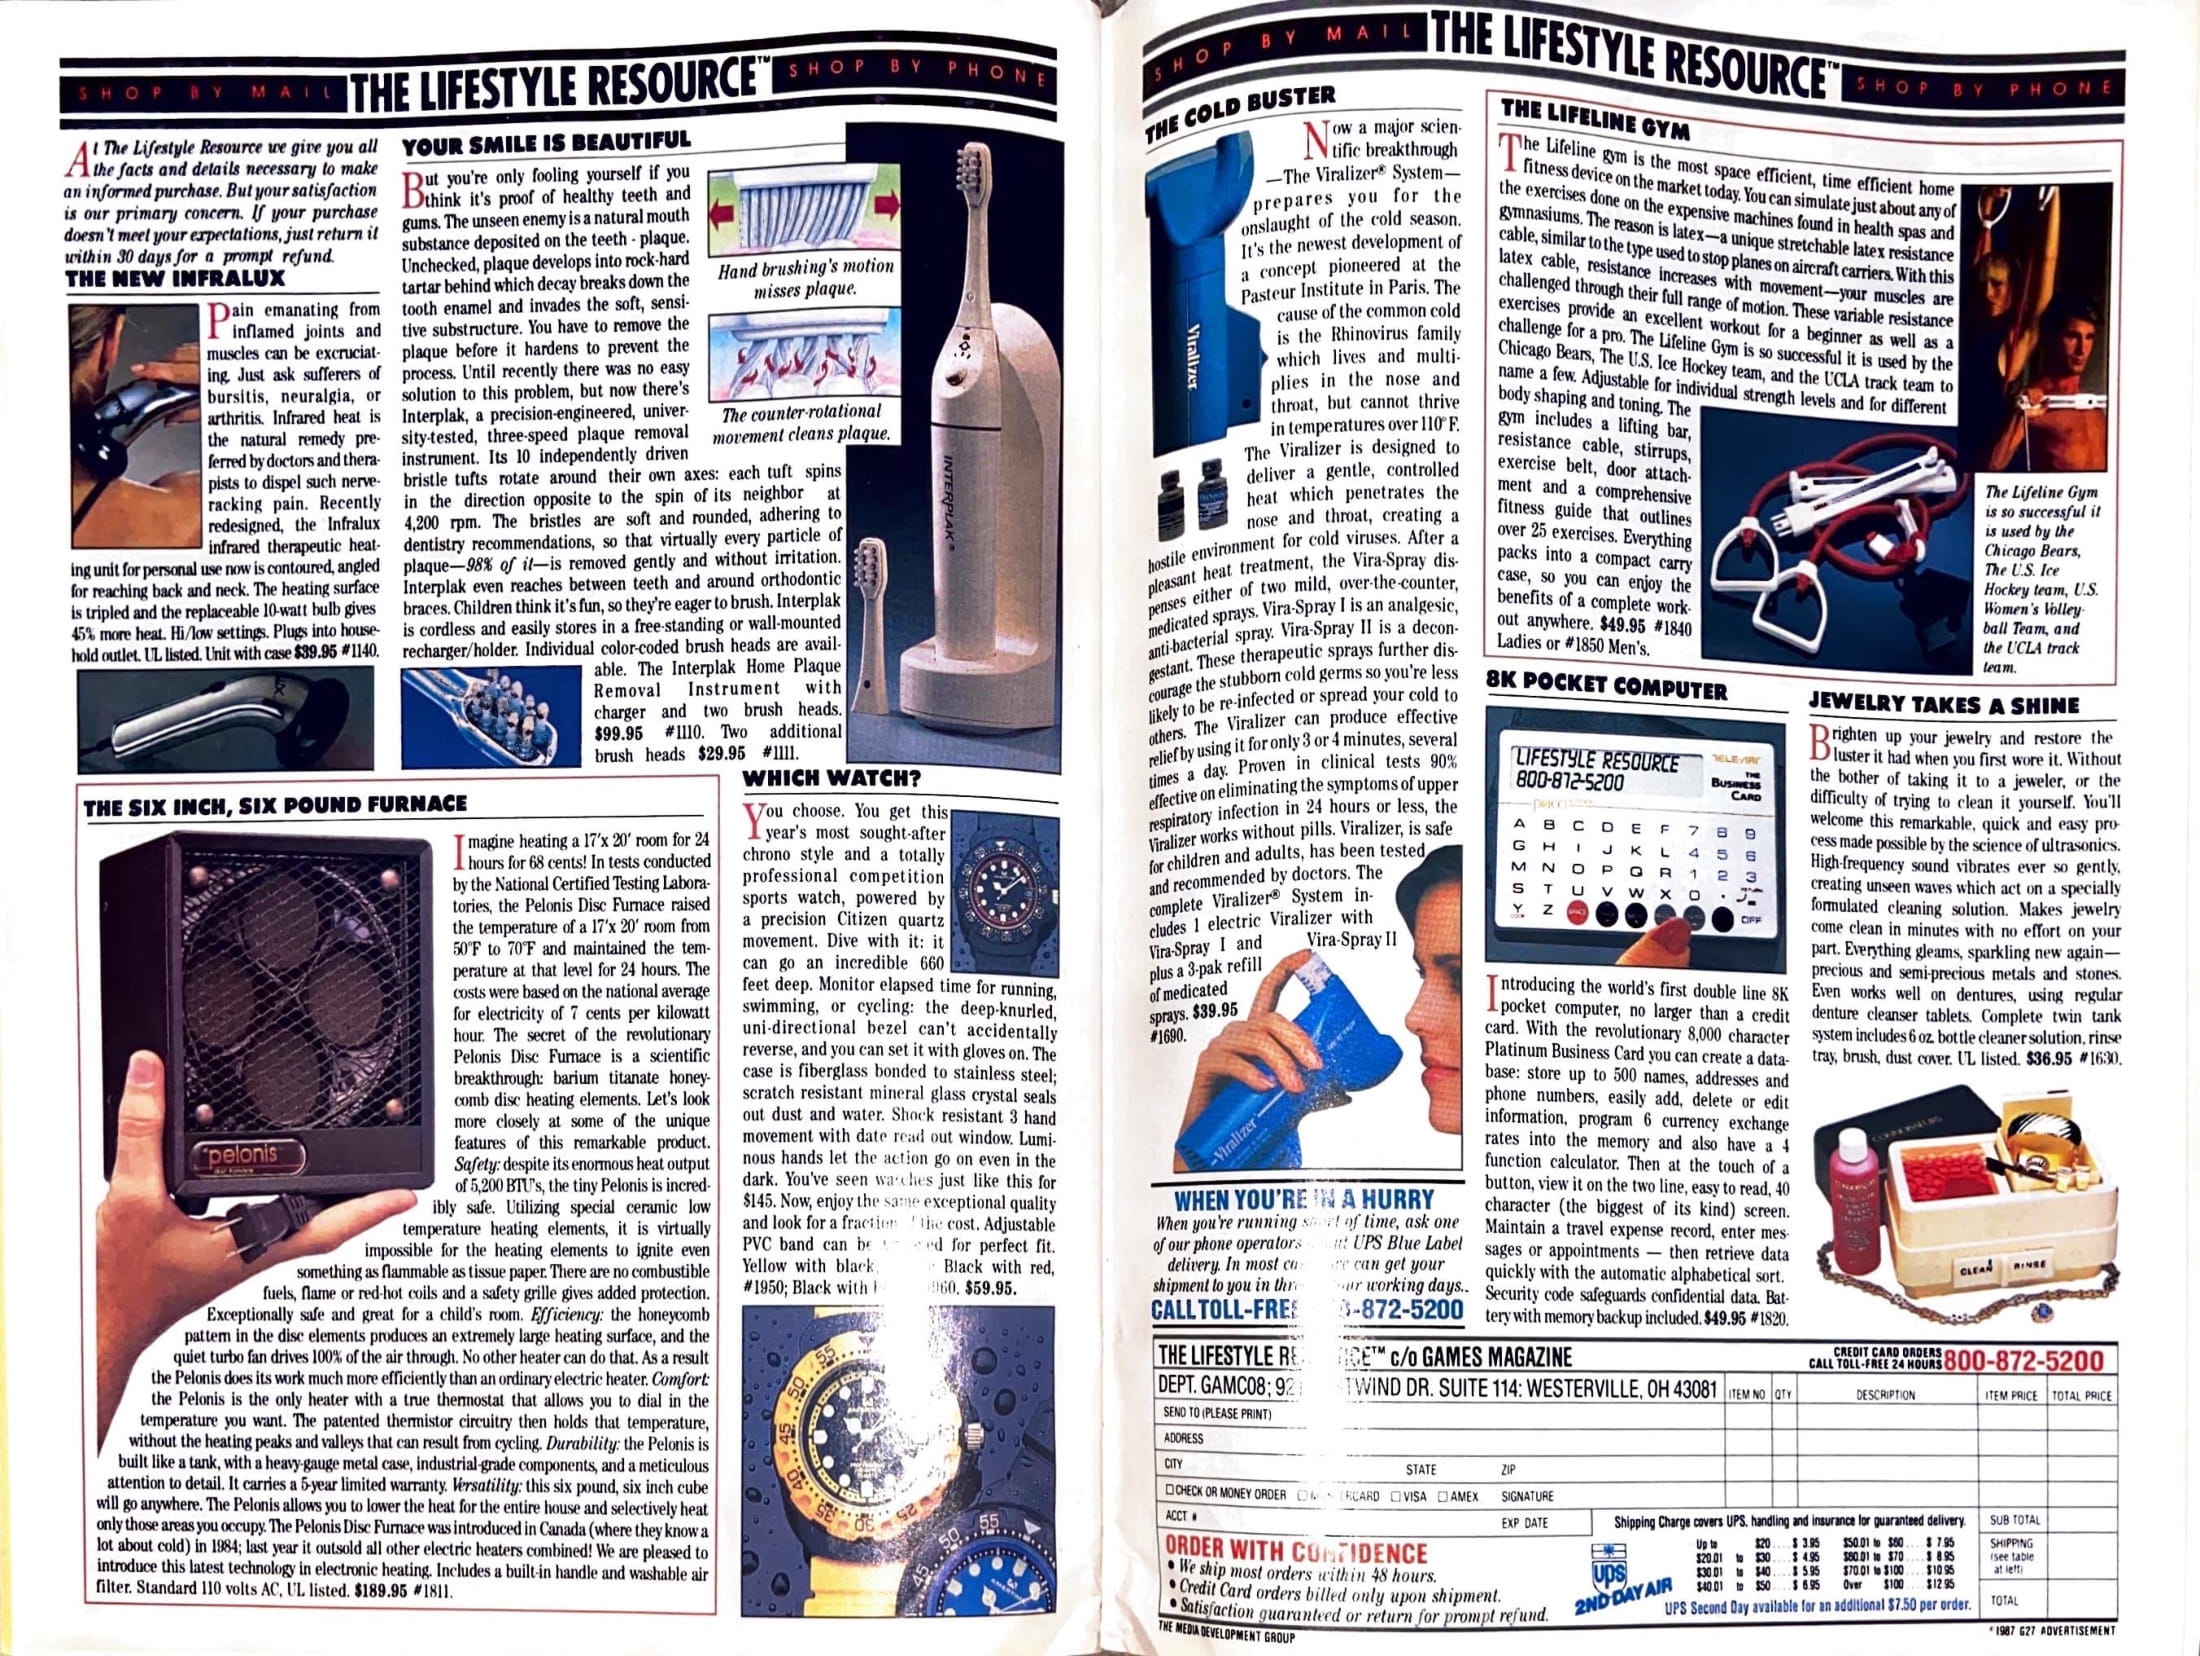 SHOP BY MAIL THE LIFESTYLE RESOURCE™ SHOP BY PHONE
At The Lifestyle Resource we give you all
the facts and details necessary to make
an informed purchase. But your satisfaction
is our primary concern. If your purchase
doesn't meet your expectations, just return it
within 30 days for a prompt refund.
THE NEW INFRALUX
Pain emanating from
inflamed joints and
muscles can be excruciat-
ing. Just ask sufferers of
bursitis, neuralgia, or
arthritis. Infrared heat is
the natural remedy pre-
ferred by doctors and thera-
pists to dispel such nerve-
racking pain. Recently
redesigned, the Infralux
infrared therapeutic heat-
ing unit for personal use now is contoured, angled
for reaching back and neck. The heating surface
is tripled and the replaceable 10-watt bulb gives
45% more heat. Hi/low settings. Plugs into house-
hold outlet. UL listed. Unit with case $39.95 #1140.
YOUR SMILE IS BEAUTIFUL
But you're only fooling yourself if you
think it's proof of healthy teeth and
gums. The unseen enemy is a natural mouth
substance deposited on the teeth - plaque.
Unchecked, plaque develops into rock-hard
tartar behind which decay breaks down the
tooth enamel and invades the soft, sensi-
tive substructure. You have to remove the
plaque before it hardens to prevent the
process. Until recently there was no easy
solution to this problem, but now there's
Interplak, a precision-engineered, univer-
sity-tested, three-speed plaque removal
instrument. Its 10 independently driven
bristle tufts rotate around their own axes: each tuft spins
in the direction opposite to the spin of its neighbor at
4,200 rpm. The bristles are soft and rounded, adhering to
dentistry recommendations, so that virtually every particle of
plaque—98% of it—is removed gently and without irritation.
Interplak even reaches between teeth and around orthodontic
braces. Children think it's fun, so they're eager to brush. Interplak
is cordless and easily stores in a free-standing or wall-mounted
recharger/holder. Individual color-coded brush heads are avail-
able. The Interplak Home Plaque
Removal Instrument with
charger and two brush heads.
$99.95 #1110. Two additional
brush heads $29.95 #1111.
Hand brushing's motion
misses plaque.
The counter-rotational
movement cleans plaque.
INTERPLAK®
THE SIX INCH, SIX POUND FURNACE
Imagine heating a 17'x 20' room for 24
hours for 68 cents! In tests conducted
by the National Certified Testing Labora-
tories, the Pelonis Disc Furnace raised
the temperature of a 17'x 20' room from
50°F to 70°F and maintained the tem-
perature at that level for 24 hours. The
costs were based on the national average
for electricity of 7 cents per kilowatt
hour. The secret of the revolutionary
Pelonis Disc Furnace is a scientific
breakthrough: barium titanate honey-
comb disc heating elements. Let's look
more closely at some of the unique
features of this remarkable product.
Safety: despite its enormous heat output
of 5,200 BTU's, the tiny Pelonis is incred-
ibly safe. Utilizing special ceramic low
temperature heating elements, it is virtually
impossible for the heating elements to ignite even
something as flammable as tissue paper. There are no combustible
fuels, flame or red-hot coils and a safety grille gives added protection.
Exceptionally safe and great for a child's room. Efficiency: the honeycomb
pattern in the disc elements produces an extremely large heating surface, and the
quiet turbo fan drives 100% of the air through. No other heater can do that. As a result
the Pelonis does its work much more efficiently than an ordinary electric heater. Comfort:
the Pelonis is the only heater with a true thermostat that allows you to dial in the
temperature you want. The patented thermistor circuitry then holds that temperature,
without the heating peaks and valleys that can result from cycling. Durability: the Pelonis is
built like a tank, with a heavy-gauge metal case, industrial-grade components, and a meticulous
attention to detail. It carries a 5-year limited warranty. Versatility: this six pound, six inch cube
will go anywhere. The Pelonis allows you to lower the heat for the entire house and selectively heat
only those areas you occupy. The Pelonis Disc Furnace was introduced in Canada (where they know a
lot about cold) in 1984; last year it outsold all other electric heaters combined! We are pleased to
introduce this latest technology in electronic heating. Includes a built-in handle and washable air
filter. Standard 110 volts AC, UL listed. $189.95 #1811.
pelonis
disc furnace
WHICH WATCH?
You choose. You get this
year's most sought-after
chrono style and a totally
professional competition
sports watch, powered by
a precision Citizen quartz
movement. Dive with it: it
can go an incredible 660
feet deep. Monitor elapsed time for running,
swimming, or cycling: the deep-knurled,
uni-directional bezel can't accidentally
reverse, and you can set it with gloves on. The
case is fiberglass bonded to stainless steel;
scratch resistant mineral glass crystal seals
out dust and water. Shock resistant 3 hand
movement with date read out window. Lumi-
nous hands let the action go on even in the
dark. You've seen watches just like this for
$145. Now, enjoy the same exceptional quality
and look for a fraction the cost. Adjustable
PVC band can be for perfect fit.
Yellow with black, Black with red,
#1950; Black with 960. $59.95.
55 50 45 40 35 30 25
45 50 55
SHOP BY MAIL THE LIFESTYLE RESOURCE™ SHOP BY PHONE
THE COLD BUSTER
Now a major scien-
tific breakthrough
—The Viralizer® System—
prepares you for the
onslaught of the cold season.
It's the newest development of
a concept pioneered at the
Pasteur Institute in Paris. The
cause of the common cold
is the Rhinovirus family
which lives and multi-
plies in the nose and
throat, but cannot thrive
in temperatures over 110°F.
The Viralizer is designed to
deliver a gentle, controlled
heat which penetrates the
nose and throat, creating a
hostile environment for cold viruses. After a
pleasant heat treatment, the Vira-Spray dis-
penses either of two mild, over-the-counter,
medicated sprays. Vira-Spray I is an analgesic,
anti-bacterial spray. Vira-Spray II is a decon-
gestant. These therapeutic sprays further dis-
courage the stubborn cold germs so you're less
likely to be re-infected or spread your cold to
others. The Viralizer can produce effective
relief by using it for only 3 or 4 minutes, several
times a day. Proven in clinical tests 90%
effective on eliminating the symptoms of upper
respiratory infection in 24 hours or less, the
Viralizer works without pills. Viralizer, is safe
for children and adults, has been tested
and recommended by doctors. The
complete Viralizer® System in-
cludes 1 electric Viralizer with
Vira-Spray I and Vira-Spray II
plus a 3-pak refill
of medicated
sprays. $39.95
#1690.
Viralizer
Viralizer
WHEN YOU'RE IN A HURRY
When you're running short of time, ask one
of our phone operators UPS Blue Label
delivery. In most can get your
shipment to you in working days..
CALL TOLL-FREE -872-5200
THE LIFELINE GYM
The Lifeline gym is the most space efficient, time efficient home
fitness device on the market today. You can simulate just about any of
the exercises done on the expensive machines found in health spas and
gymnasiums. The reason is latex—a unique stretchable latex resistance
cable, similar to the type used to stop planes on aircraft carriers. With this
latex cable, resistance increases with movement—your muscles are
challenged through their full range of motion. These variable resistance
exercises provide an excellent workout for a beginner as well as a
challenge for a pro. The Lifeline Gym is so successful it is used by the
Chicago Bears, The U.S. Ice Hockey team, and the UCLA track team to
name a few. Adjustable for individual strength levels and for different
body shaping and toning. The
gym includes a lifting bar,
resistance cable, stirrups,
exercise belt, door attach-
ment and a comprehensive
fitness guide that outlines
over 25 exercises. Everything
packs into a compact carry
case, so you can enjoy the
benefits of a complete work-
out anywhere. $49.95 #1840
Ladies or #1850 Men's.
The Lifeline Gym
is so successful it
is used by the
Chicago Bears,
The U.S. Ice
Hockey team, U.S.
Women's Volley-
ball Team, and
the UCLA track
team.
8K POCKET COMPUTER
LIFESTYLE RESOURCE
800-872-5200
THE
BUSINESS
CARD
A B C D E F 7 8 9
G H I J K L 4 5 6
M N O P Q R 1 2 3
S T U V W X 0 .
Y Z SPACE OFF
Introducing the world's first double line 8K
pocket computer, no larger than a credit
card. With the revolutionary 8,000 character
Platinum Business Card you can create a data-
base: store up to 500 names, addresses and
phone numbers, easily add, delete or edit
information, program 6 currency exchange
rates into the memory and also have a 4
function calculator. Then at the touch of a
button, view it on the two line, easy to read, 40
character (the biggest of its kind) screen.
Maintain a travel expense record, enter mes-
sages or appointments — then retrieve data
quickly with the automatic alphabetical sort.
Security code safeguards confidential data. Bat-
tery with memory backup included. $49.95 #1820.
JEWELRY TAKES A SHINE
Brighten up your jewelry and restore the
luster it had when you first wore it. Without
the bother of taking it to a jeweler, or the
difficulty of trying to clean it yourself. You'll
welcome this remarkable, quick and easy pro-
cess made possible by the science of ultrasonics.
High-frequency sound vibrates ever so gently,
creating unseen waves which act on a specially
formulated cleaning solution. Makes jewelry
come clean in minutes with no effort on your
part. Everything gleams, sparkling new again—
precious and semi-precious metals and stones.
Even works well on dentures, using regular
denture cleanser tablets. Complete twin tank
system includes 6 oz. bottle cleaner solution, rinse
tray, brush, dust cover. UL listed. $36.95 #1630.
CLEAN RINSE
THE LIFESTYLE RE CE™ c/o GAMES MAGAZINE
DEPT. GAMC08; 92 TWIND DR. SUITE 114: WESTERVILLE, OH 43081
CREDIT CARD ORDERS
CALL TOLL-FREE 24 HOURS 800-872-5200
ITEM NO QTY DESCRIPTION ITEM PRICE TOTAL PRICE
SEND TO (PLEASE PRINT)
ADDRESS
CITY STATE ZIP
CHECK OR MONEY ORDER RCARD VISA AMEX SIGNATURE
ACCT # EXP DATE
ORDER WITH CONFIDENCE
• We ship most orders within 48 hours.
• Credit Card orders billed only upon shipment.
• Satisfaction guaranteed or return for prompt refund.
Shipping Charge covers UPS, handling and insurance for guaranteed delivery.
Up to $20 .... $ 3.95 $50.01 to $60 .... $ 7.95
$20.01 to $30 .... $ 4.95 $60.01 to $70 .... $ 8.95
$30.01 to $40 .... $ 5.95 $70.01 to $100 .... $10.95
$40.01 to $50 .... $ 6.95 Over $100 .... $12.95
ups
2ND DAY AIR
UPS Second Day available for an additional $7.50 per order.
SUB TOTAL
SHIPPING
(see table
at left)
TOTAL
THE MEDIA DEVELOPMENT GROUP
© 1987 G27 ADVERTISEMENT